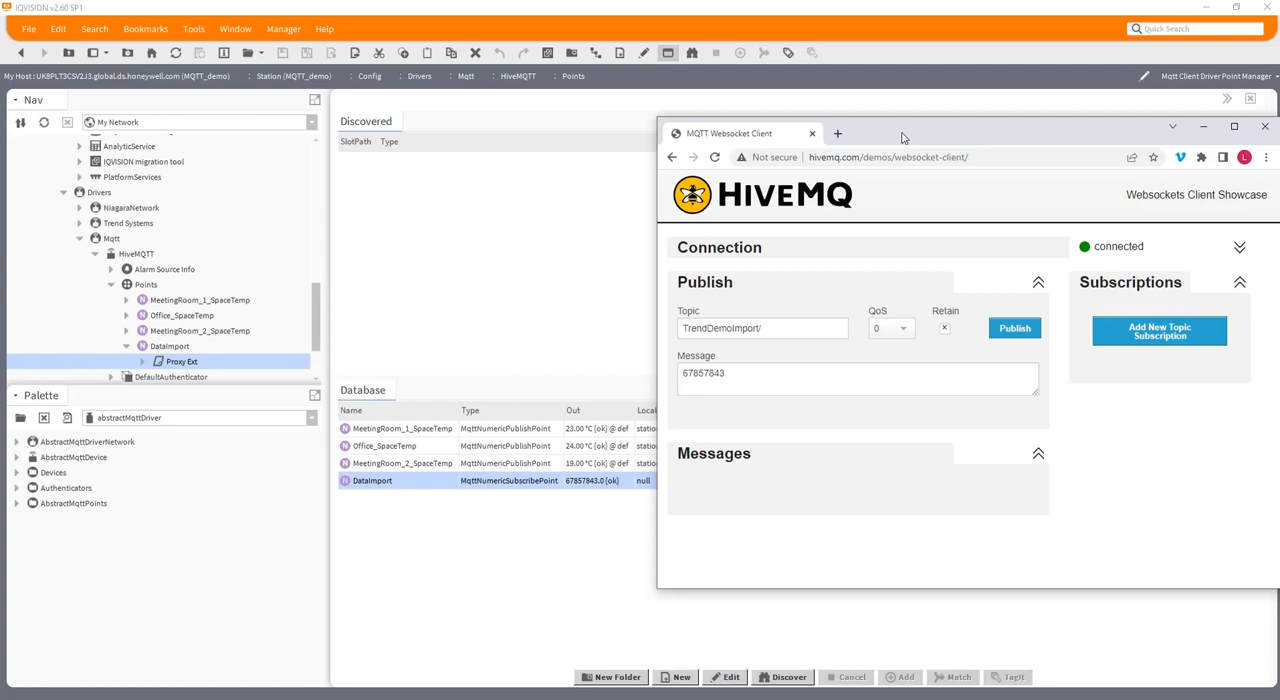 IQVISION v2.60 SP1
File Edit Search Bookmarks Tools Window Manager Help
Quick Search
My Host : UK8PLT3CSV2J3.global.ds.honeywell.com (MQTT_demo) Station (MQTT_demo) Config Drivers Mqtt HiveMQTT Points Mqtt Client Driver Point Manager
Nav
My Network
AnalyticService
IQVISION migration tool
PlatformServices
Drivers
NiagaraNetwork
Trend Systems
Mqtt
HiveMQTT
Alarm Source Info
Points
MeetingRoom_1_SpaceTemp
Office_SpaceTemp
MeetingRoom_2_SpaceTemp
DataImport
Proxy Ext
DefaultAuthenticator
Palette
abstractMqttDriver
AbstractMqttDriverNetwork
AbstractMqttDevice
Devices
Authenticators
AbstractMqttPoints
Discovered
SlotPath Type
Database
Name Type Out Local
MeetingRoom_1_SpaceTemp MqttNumericPublishPoint 23.00 °C {ok} @ def station
Office_SpaceTemp MqttNumericPublishPoint 24.00 °C {ok} @ def station
MeetingRoom_2_SpaceTemp MqttNumericPublishPoint 19.00 °C {ok} @ def station
DataImport MqttNumericSubscribePoint 67857843.0 {ok} null
MQTT Websocket Client
Not secure hivemq.com/demos/websocket-client/
L
HIVEMQ
Websockets Client Showcase
Connection
connected
Publish
Topic QoS Retain
TrendDemoImport/ 0 Publish
Message
67857843
Subscriptions
Add New Topic
Subscription
Messages
New Folder New Edit Discover Cancel Add Match TagIt